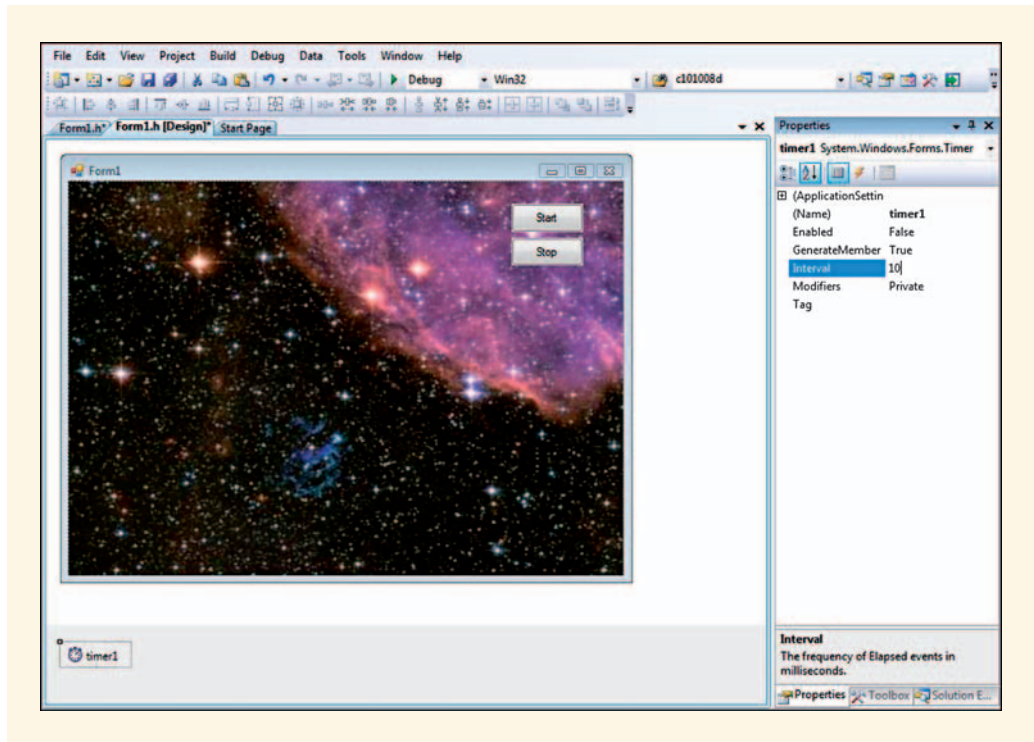 File Edit View Project Build Debug Data Tools Window Help
Debug Win32 c101008d
Form1.h* Form1.h [Design]* Start Page
Properties
timer1 System.Windows.Forms.Timer
Form1
(ApplicationSettin
(Name) timer1
Start
Enabled False
GenerateMember True
Stop
Interval 10
Modifiers Private
Tag
timer1
Interval
The frequency of Elapsed events in
milliseconds.
Properties Toolbox Solution E...